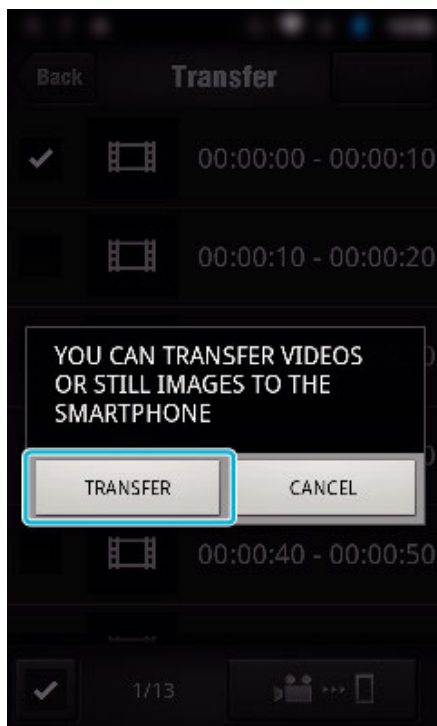 Back
Transfer
00:00:00 - 00:00:10
00:00:10 - 00:00:20
YOU CAN TRANSFER VIDEOS
OR STILL IMAGES TO THE
SMARTPHONE
TRANSFER
CANCEL
00:00:40 - 00:00:50
1/13